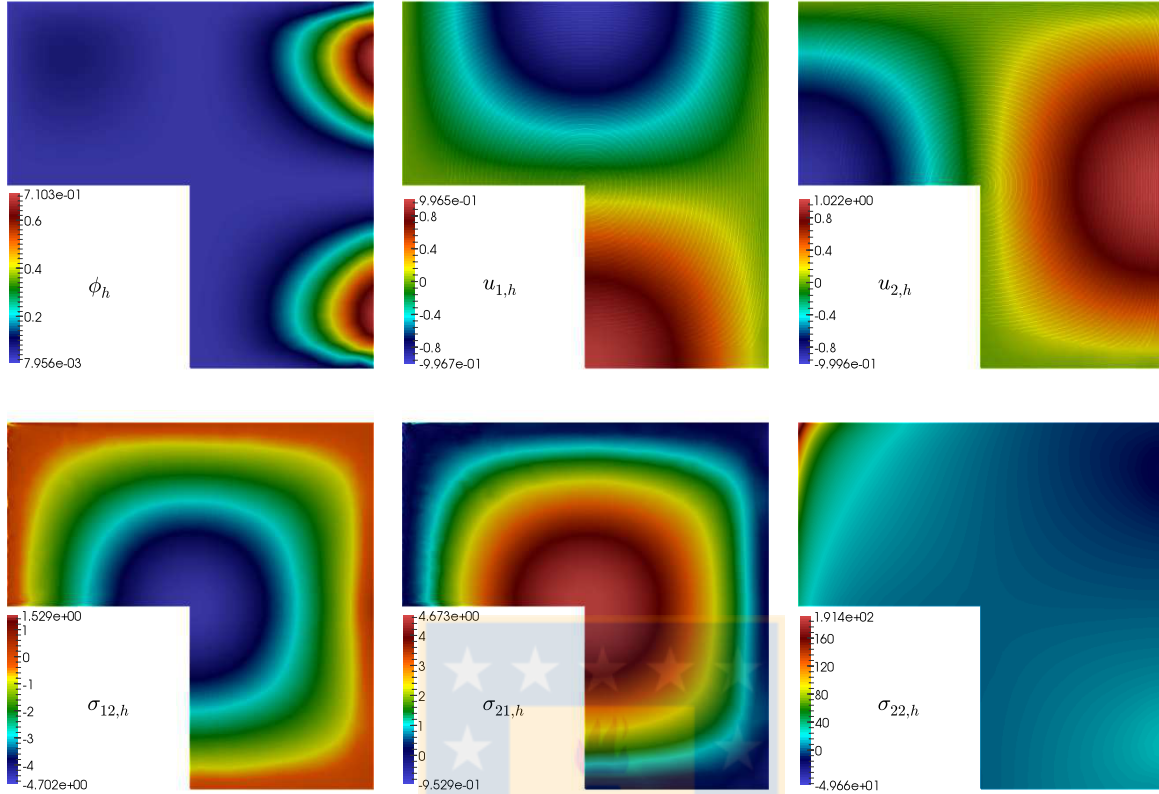 7.103e-01
0.6
0.4
0.2
7.956e-03
ϕ_h
9.965e-01
0.8
0.4
0
-0.4
-0.8
-9.967e-01
u_{1,h}
1.022e+00
0.8
0.4
0
-0.4
-0.8
-9.996e-01
u_{2,h}
1.529e+00
1
0
-1
-2
-3
-4
-4.702e+00
σ_{12,h}
4.673e+00
4
3
2
1
0
-9.529e-01
σ_{21,h}
1.914e+02
160
120
80
40
0
-4.966e+01
σ_{22,h}